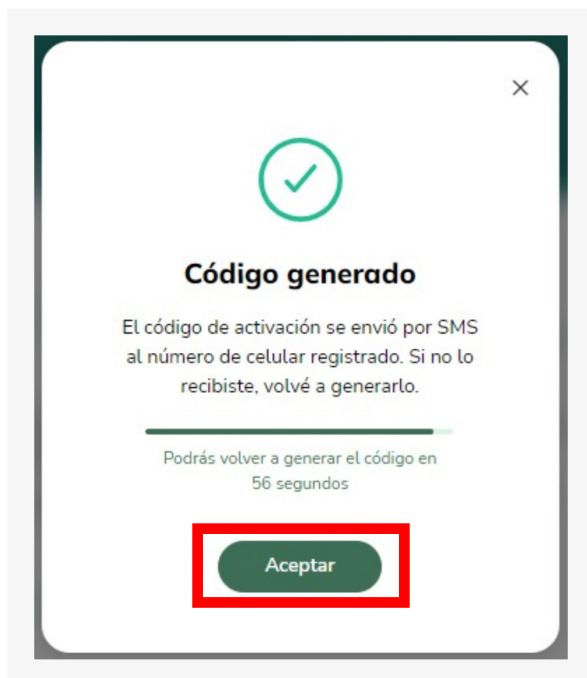 Código generado
El código de activación se envió por SMS
al número de celular registrado. Si no lo
recibiste, volvé a generarlo.
Podrás volver a generar el código en
56 segundos
Aceptar